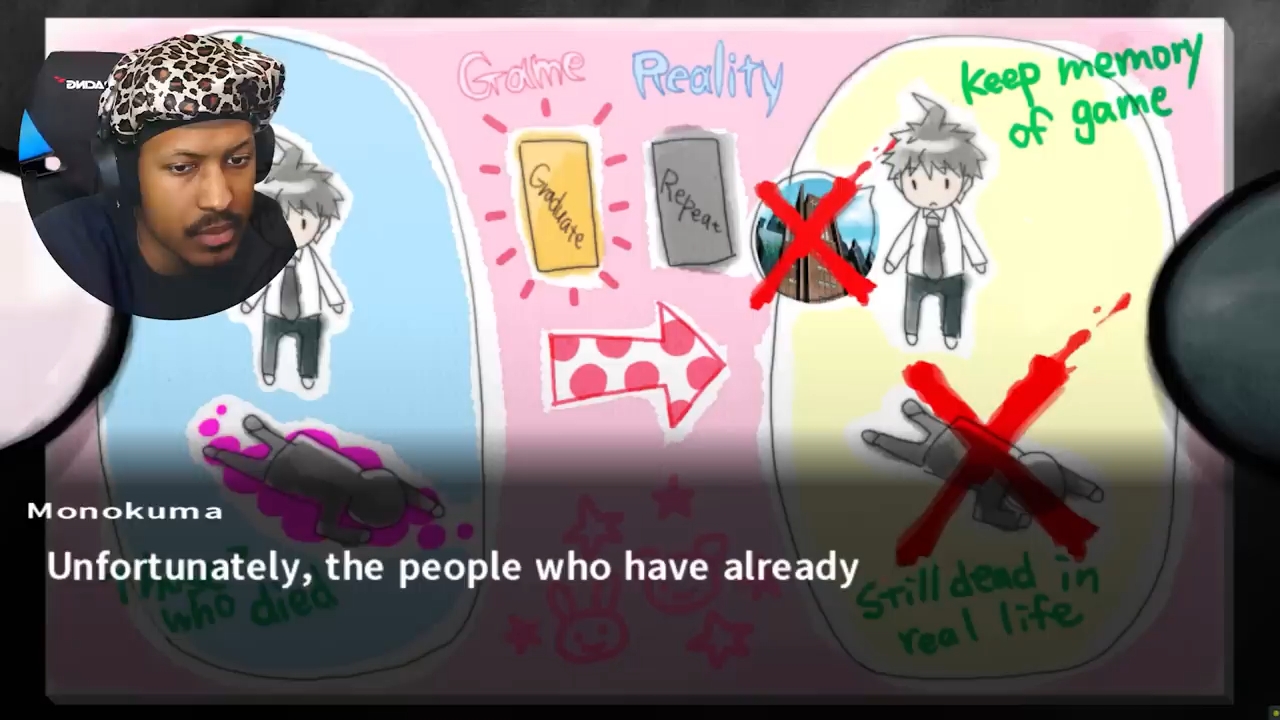 Game Reality
keep memory
of game
Graduate
Repeat
Monokuma
Unfortunately, the people who have already
who died
Still dead in
real life